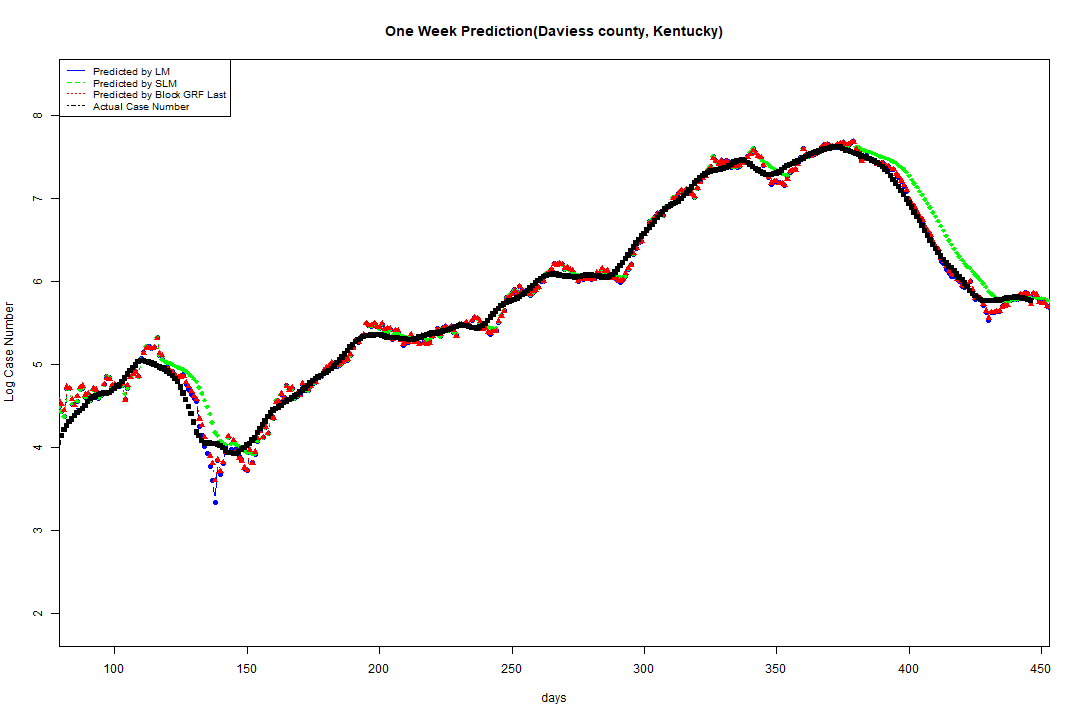 One Week Prediction(Daviess county, Kentucky)
Predicted by LM
Predicted by SLM
Predicted by Block GRF Last
Actual Case Number
8
7
6
5
4
3
2
Log Case Number
100 150 200 250 300 350 400 450
days